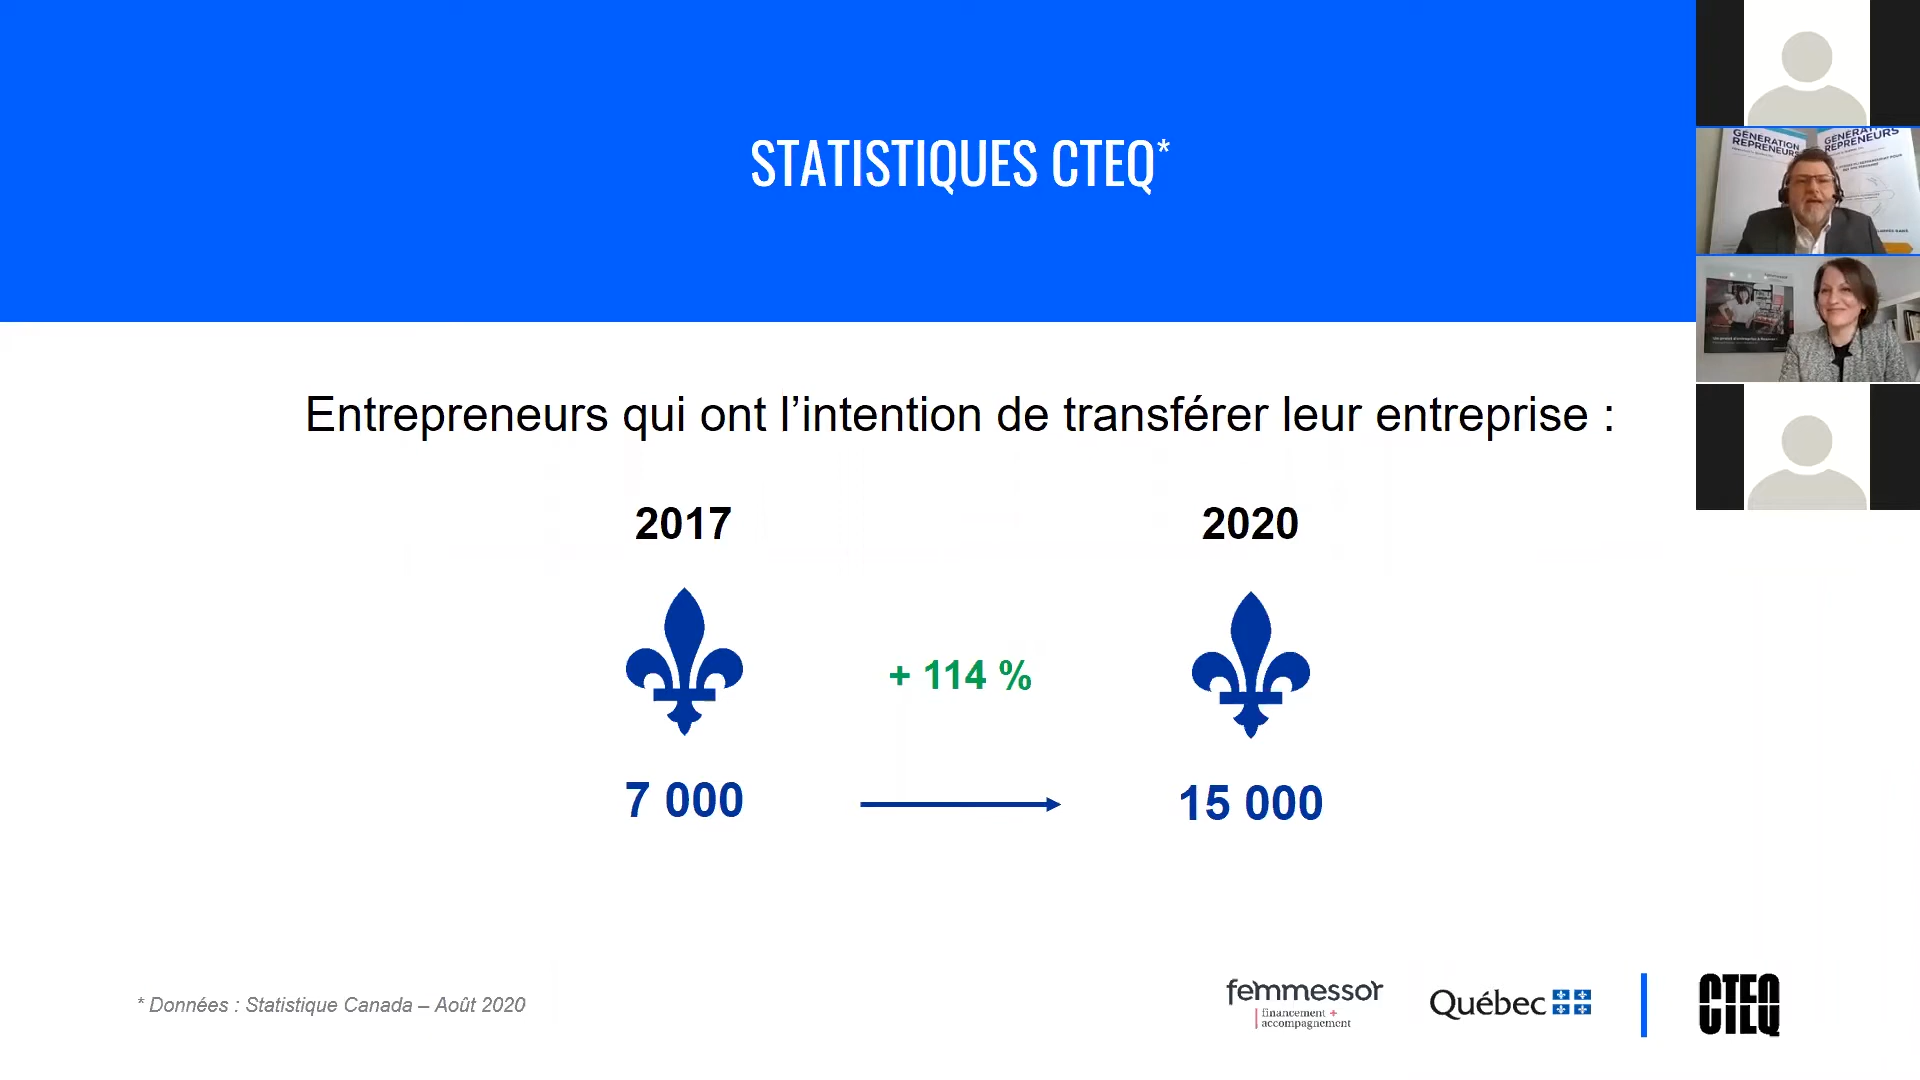 STATISTIQUES CTEQ*
Entrepreneurs qui ont l’intention de transférer leur entreprise :
2017
2020
+ 114 %
7 000
15 000
* Données : Statistique Canada – Août 2020
femmessor
financement +
accompagnement
Québec
CTEQ
GÉNÉRATION
REPRENEURS
REPRENEURS